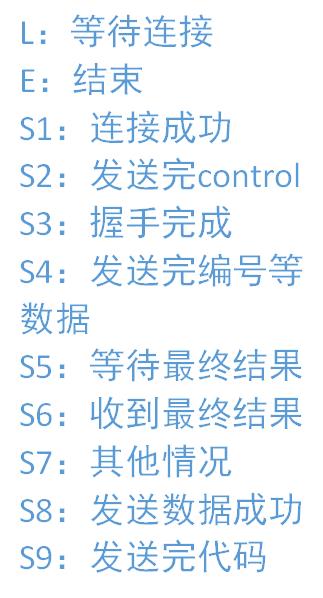 L：等待连接
E：结束
S1：连接成功
S2：发送完control
S3：握手完成
S4：发送完编号等
数据
S5：等待最终结果
S6：收到最终结果
S7：其他情况
S8：发送数据成功
S9：发送完代码